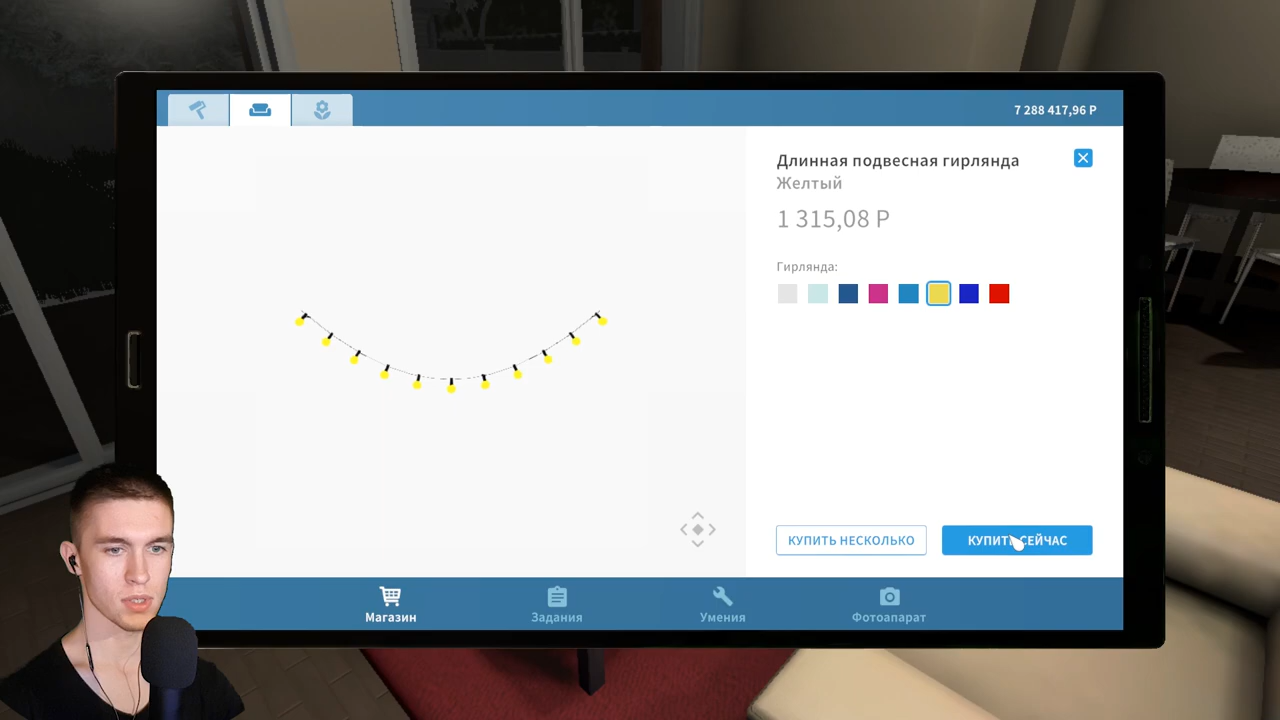 7 288 417,96 Р
Длинная подвесная гирлянда
Желтый
1 315,08 Р
Гирлянда:
КУПИТЬ НЕСКОЛЬКО
КУПИТЬ СЕЙЧАС
Магазин
Задания
Умения
Фотоапарат